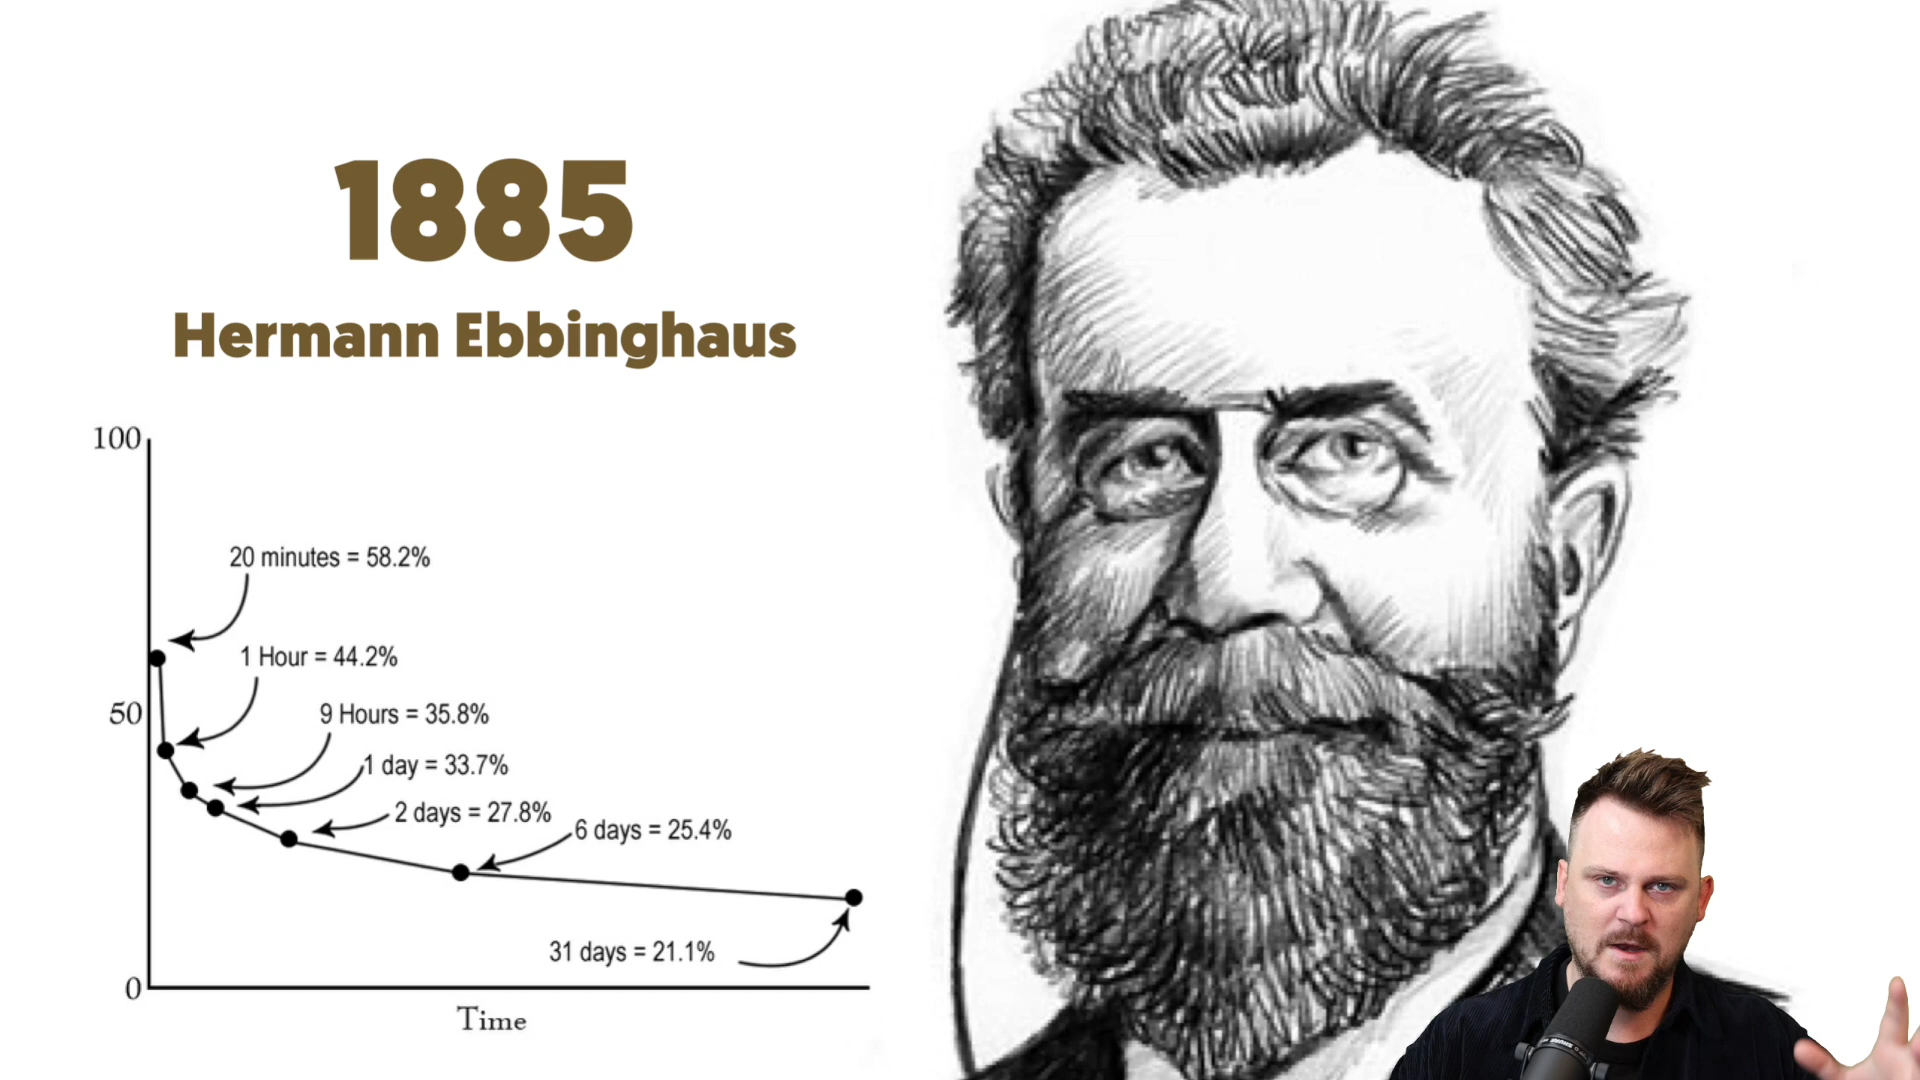 1885
Hermann Ebbinghaus
100
20 minutes = 58.2%
1 Hour = 44.2%
50
9 Hours = 35.8%
1 day = 33.7%
2 days = 27.8%
6 days = 25.4%
31 days = 21.1%
0
Time